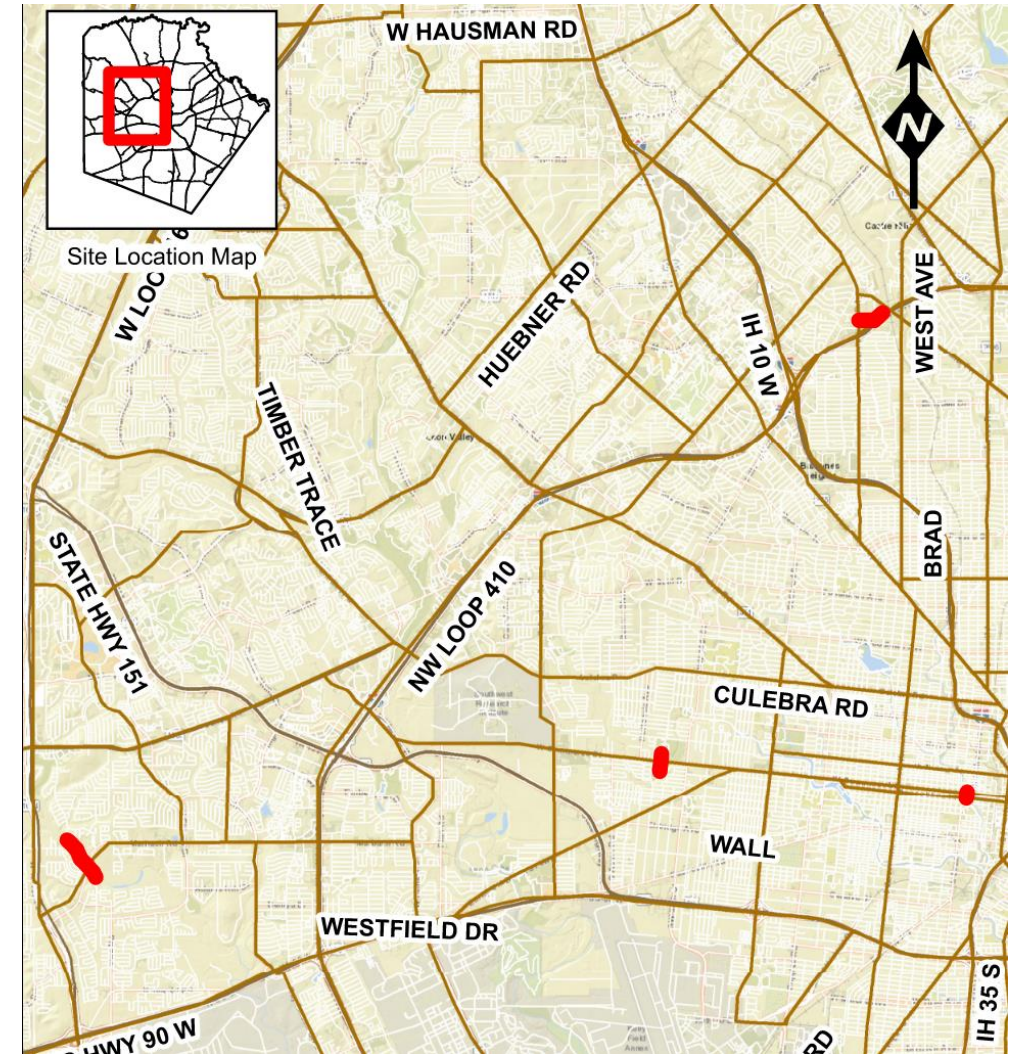 W HAUSMAN RD
N
Site Location Map
W LOO
HUEBNER RD
WEST AVE
IH 10 W
TIMBER TRACE
BRAD
STATE HWY 151
NW LOOP 410
CULEBRA RD
WALL
WESTFIELD DR
HWY 90 W
IH 35 S
RD